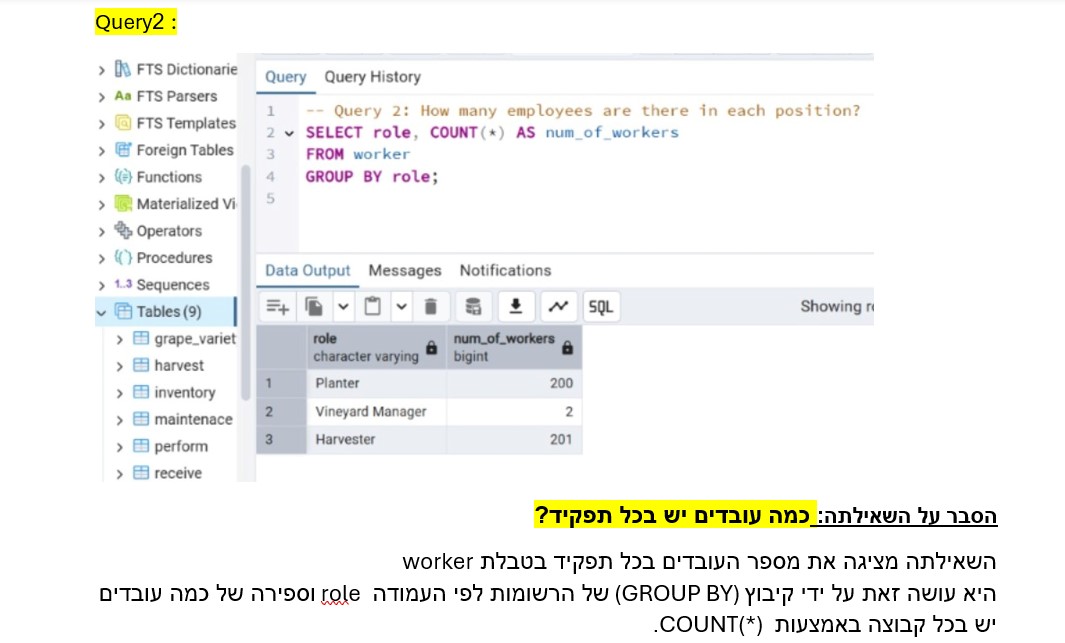 Query2 :
FTS Dictionarie
Aa FTS Parsers
FTS Templates
Foreign Tables
Functions
Materialized Vi
Operators
Procedures
1..3 Sequences
Tables (9)
grape_variet
harvest
inventory
maintenace
perform
receive
Query Query History
1 -- Query 2: How many employees are there in each position?
2 SELECT role, COUNT(*) AS num_of_workers
3 FROM worker
4 GROUP BY role;
5
Data Output Messages Notifications
SQL Showing r
role num_of_workers
character varying bigint
1 Planter 200
2 Vineyard Manager 2
3 Harvester 201
הסבר על השאילתה: כמה עובדים יש בכל תפקיד?
השאילתה מציגה את מספר העובדים בכל תפקיד בטבלת worker
היא עושה זאת על ידי קיבוץ (GROUP BY) של הרשומות לפי העמודה role וספירה של כמה עובדים
יש בכל קבוצה באמצעות COUNT(*).